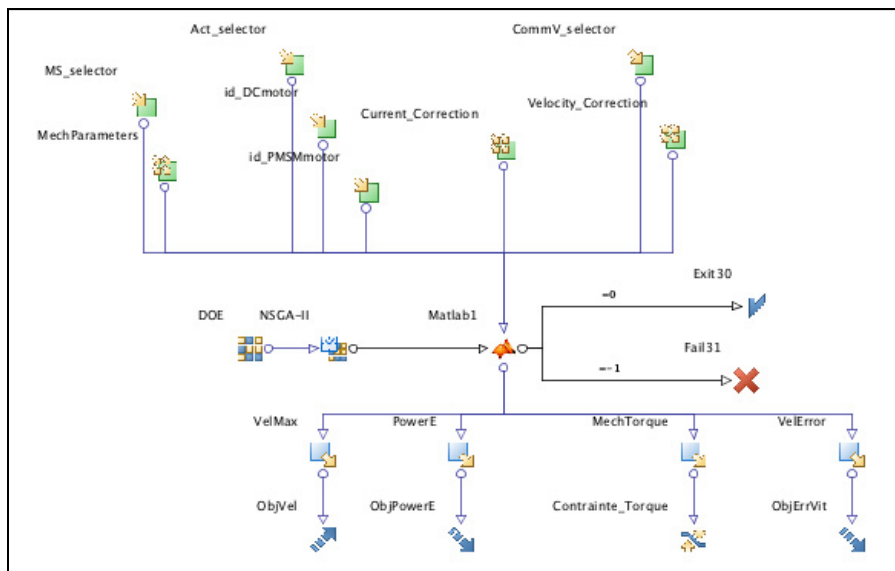 Act_selector
CommV_selector
MS_selector
id_DCmotor
Current_Correction
Velocity_Correction
MechParameters
id_PMSMmotor
Exit30
=0
DOE
NSGA-II
Matlab1
Fail31
=-1
VelMax
PowerE
MechTorque
VelError
ObjVel
ObjPowerE
Contrainte_Torque
ObjErrVit